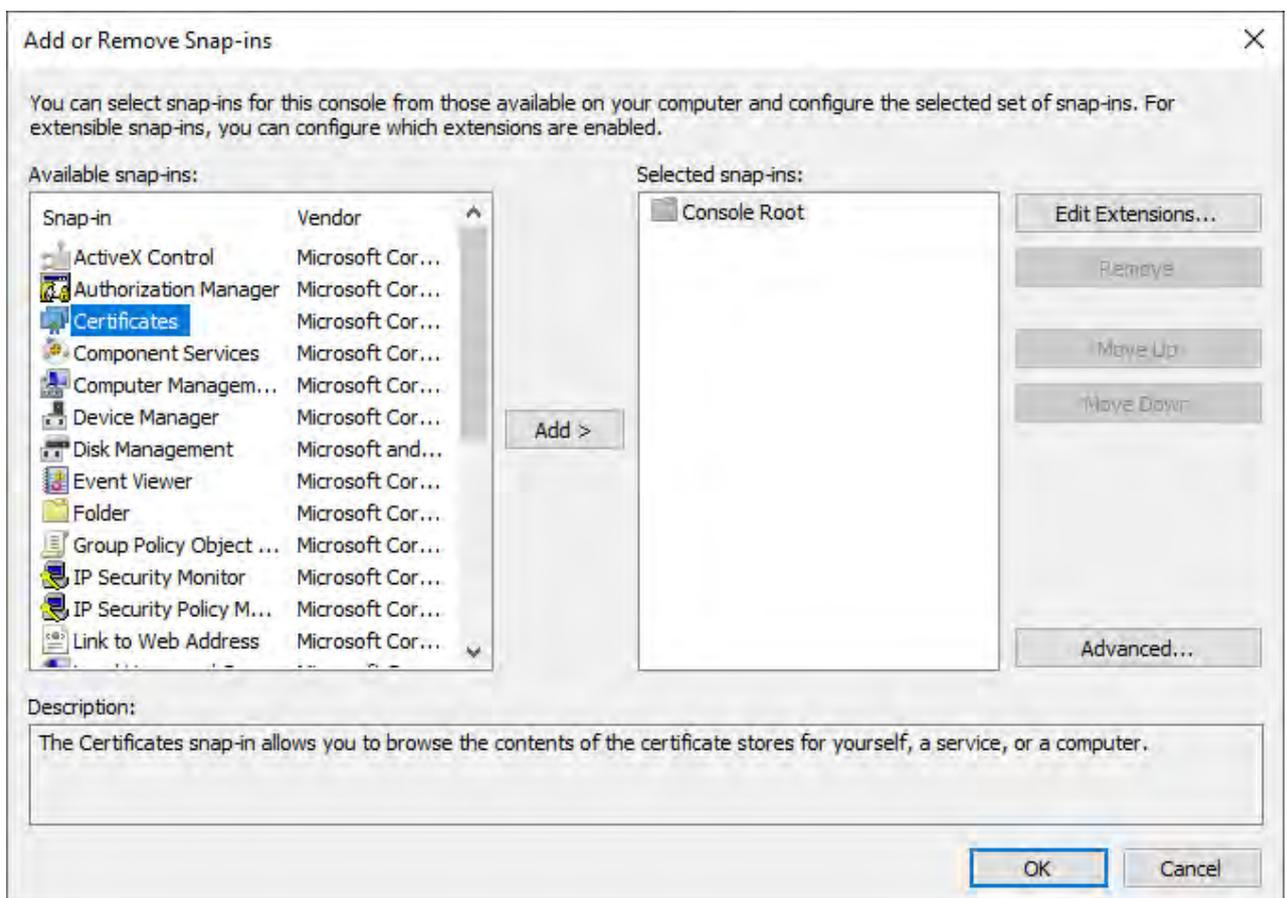 Add or Remove Snap-ins
You can select snap-ins for this console from those available on your computer and configure the selected set of snap-ins. For
extensible snap-ins, you can configure which extensions are enabled.
Available snap-ins:
Selected snap-ins:
Snap-in Vendor
ActiveX Control Microsoft Cor...
Authorization Manager Microsoft Cor...
Certificates Microsoft Cor...
Component Services Microsoft Cor...
Computer Managem... Microsoft Cor...
Device Manager Microsoft Cor...
Disk Management Microsoft and...
Event Viewer Microsoft Cor...
Folder Microsoft Cor...
Group Policy Object ... Microsoft Cor...
IP Security Monitor Microsoft Cor...
IP Security Policy M... Microsoft Cor...
Link to Web Address Microsoft Cor...
Add >
Console Root
Edit Extensions...
Remove
Move Up
Move Down
Advanced...
Description:
The Certificates snap-in allows you to browse the contents of the certificate stores for yourself, a service, or a computer.
OK Cancel